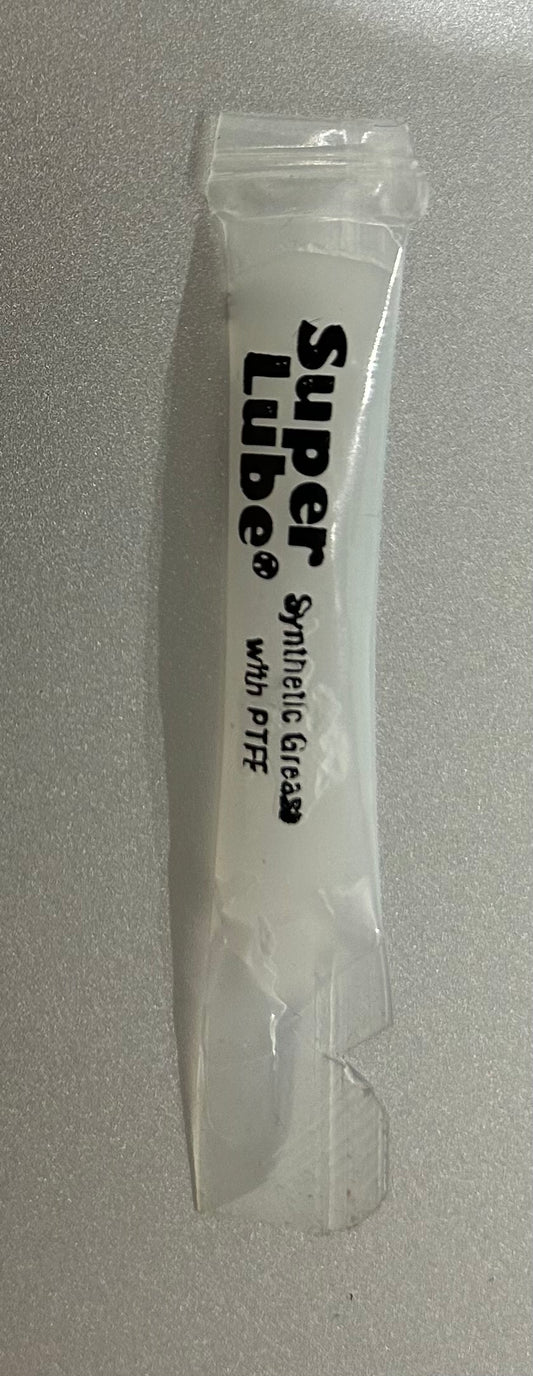 Super
Lube®
Synthetic Grease
with PTFE